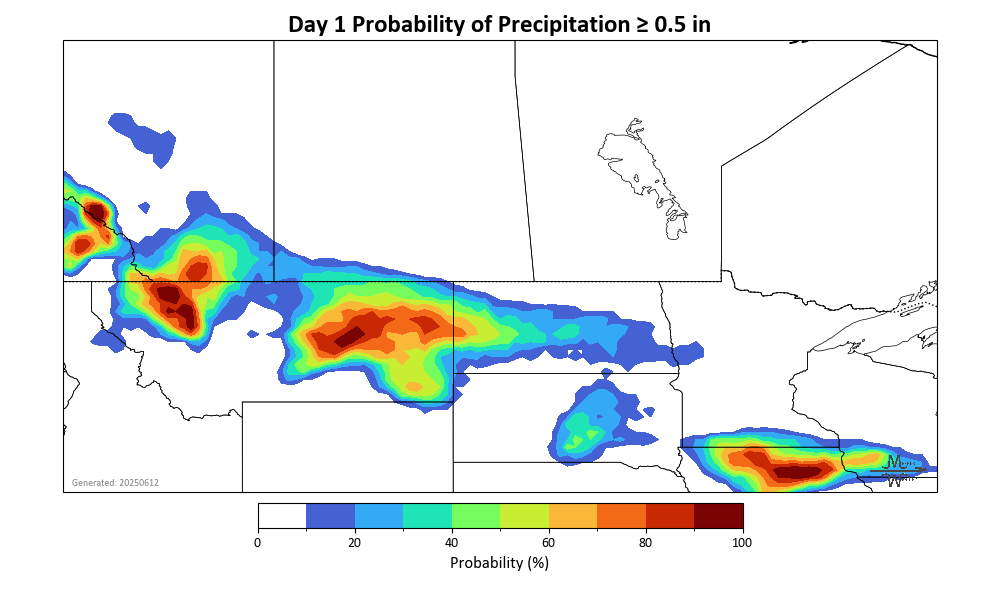 Day 1 Probability of Precipitation ≥ 0.5 in
Generated: 20250612
0 20 40 60 80 100
Probability (%)